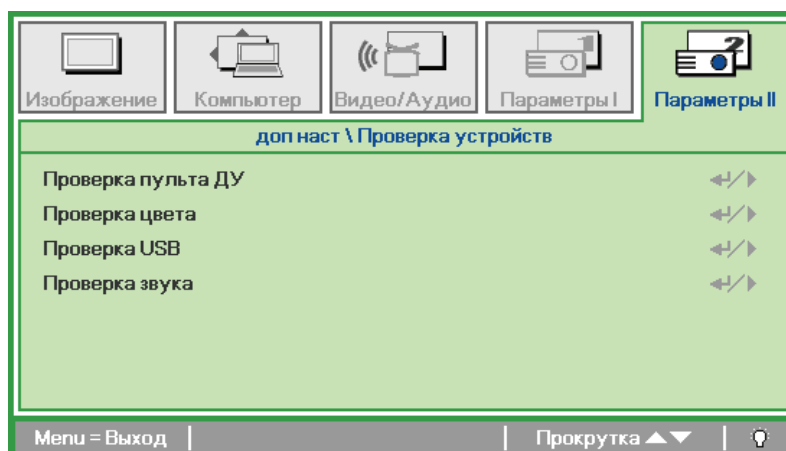 Изображение
Компьютер
Видео/Аудио
Параметры I
Параметры II
доп наст \ Проверка устройств
Проверка пульта ДУ
Проверка цвета
Проверка USB
Проверка звука
Menu = Выход
Прокрутка